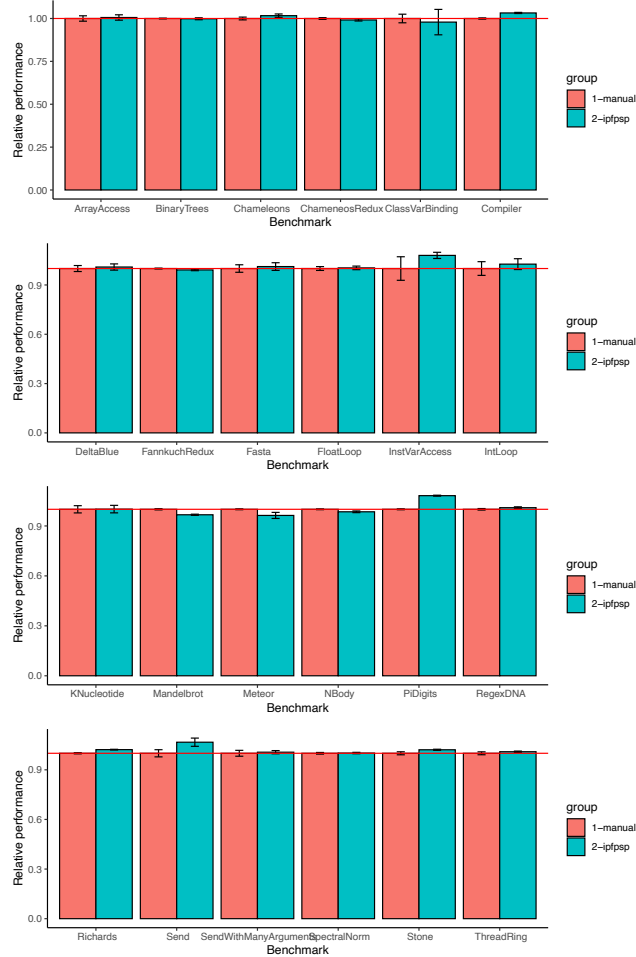 Relative performance
1.00
0.75
0.50
0.25
0.00
ArrayAccess BinaryTrees Chameleons ChameneosRedux ClassVarBinding Compiler
Benchmark
group
1-manual
2-ipfpsp
Relative performance
0.9
0.6
0.3
0.0
DeltaBlue FannkuchRedux Fasta FloatLoop InstVarAccess IntLoop
Benchmark
group
1-manual
2-ipfpsp
Relative performance
0.9
0.6
0.3
0.0
KNucleotide Mandelbrot Meteor NBody PiDigits RegexDNA
Benchmark
group
1-manual
2-ipfpsp
Relative performance
0.9
0.6
0.3
0.0
Richards Send SendWithManyArguments SpectralNorm Stone ThreadRing
Benchmark
group
1-manual
2-ipfpsp